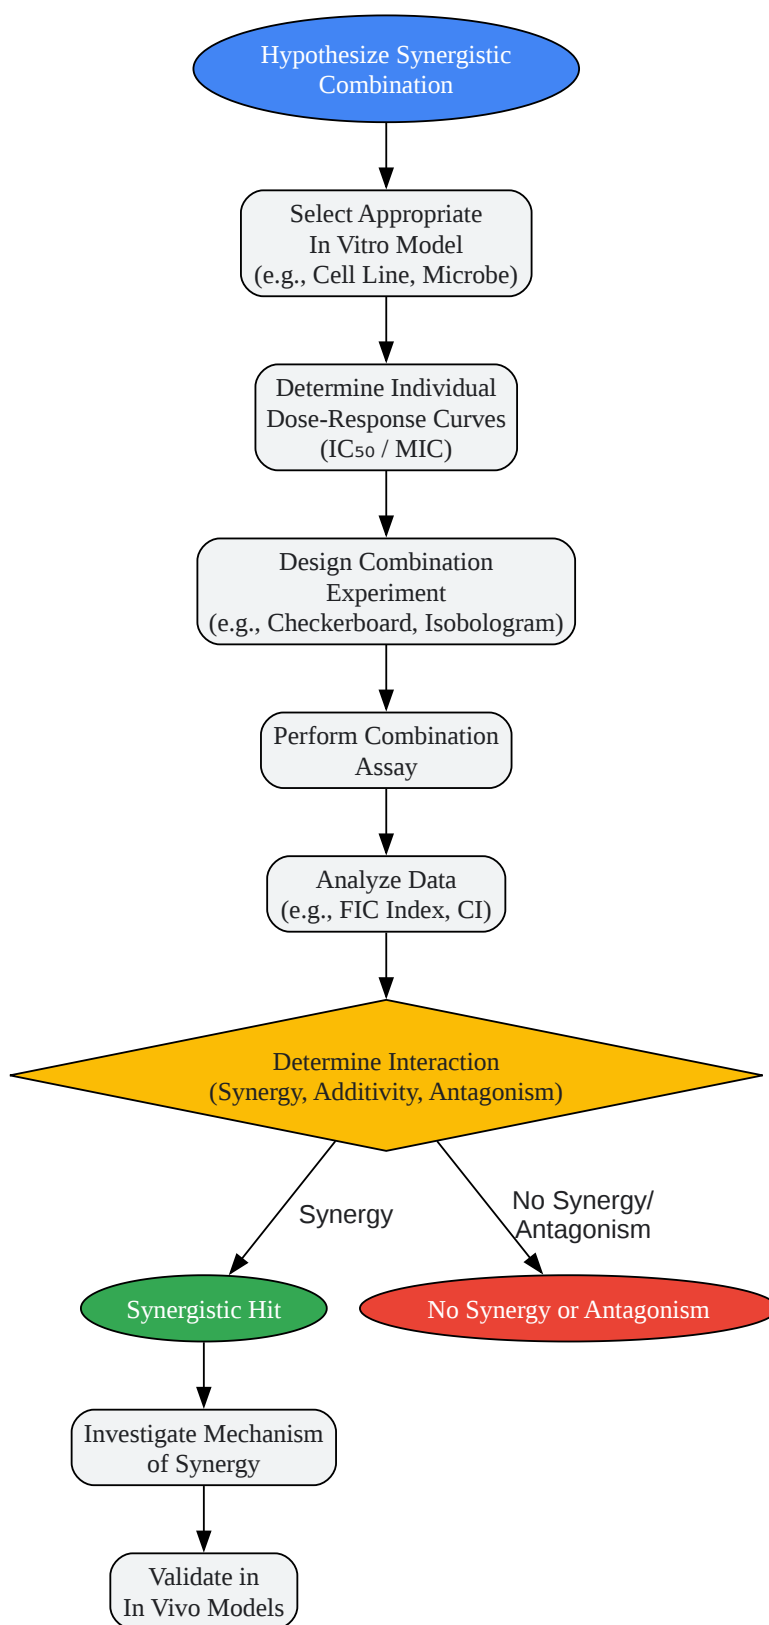 Hypothesize Synergistic
Combination
Select Appropriate
In Vitro Model
(e.g., Cell Line, Microbe)
Determine Individual
Dose-Response Curves
(IC₅₀ / MIC)
Design Combination
Experiment
(e.g., Checkerboard, Isobologram)
Perform Combination
Assay
Analyze Data
(e.g., FIC Index, CI)
Determine Interaction
(Synergy, Additivity, Antagonism)
Synergy
No Synergy/
Antagonism
Synergistic Hit
No Synergy or Antagonism
Investigate Mechanism
of Synergy
Validate in
In Vivo Models